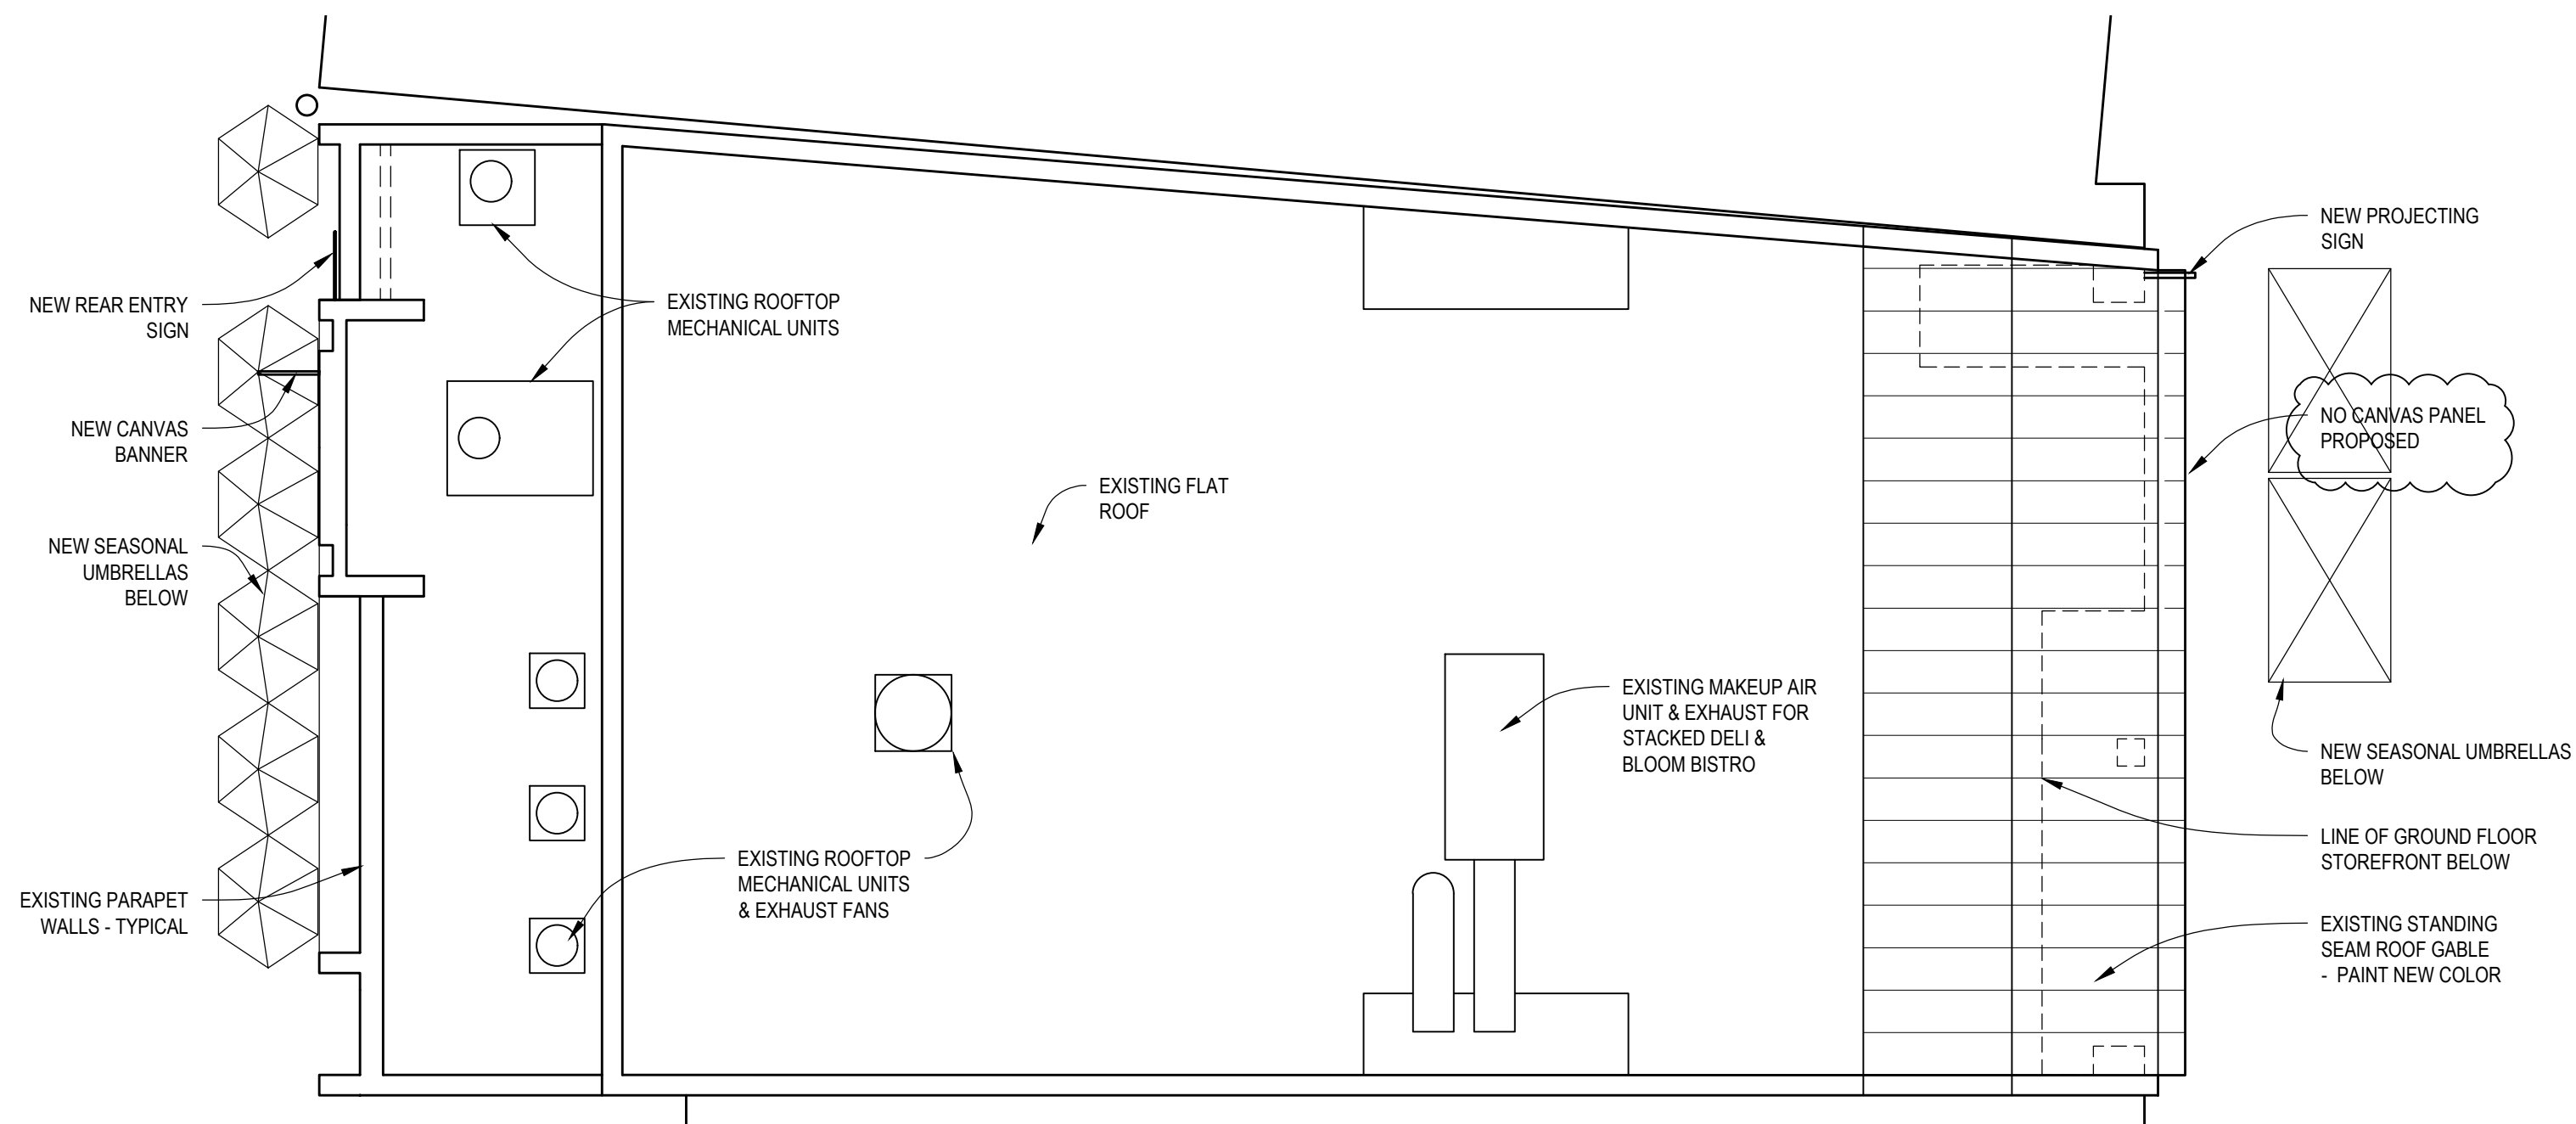 NEW REAR ENTRY
SIGN
NEW CANVAS
BANNER
NEW SEASONAL
UMBRELLAS
BELOW
EXISTING PARAPET
WALLS - TYPICAL
EXISTING ROOFTOP
MECHANICAL UNITS
EXISTING ROOFTOP
MECHANICAL UNITS
& EXHAUST FANS
EXISTING FLAT
ROOF
EXISTING MAKEUP AIR
UNIT & EXHAUST FOR
STACKED DELI &
BLOOM BISTRO
NEW PROJECTING
SIGN
NO CANVAS PANEL
PROPOSED
NEW SEASONAL UMBRELLAS
BELOW
LINE OF GROUND FLOOR
STOREFRONT BELOW
EXISTING STANDING
SEAM ROOF GABLE
- PAINT NEW COLOR